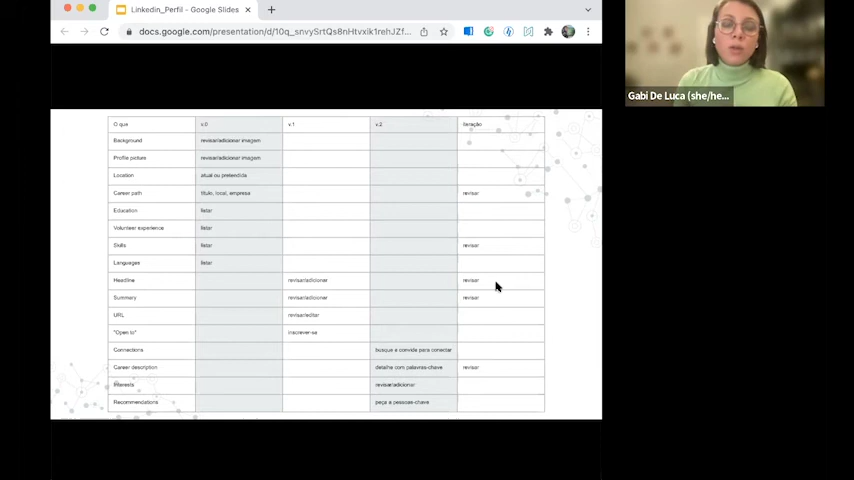 Linkedin_Perfil - Google Slides
docs.google.com/presentation/d/10q_snvySrtQs8nHtvxik1rehJZf...
Gabi De Luca (she/he...
O que v.0 v.1 v.2 Iteração
Background revisar/adicionar imagem
Profile picture revisar/adicionar imagem
Location atual ou pretendida
Career path título, local, empresa revisar
Education listar
Volunteer experience listar
Skills listar revisar
Languages listar
Headline revisar/adicionar revisar
Summary revisar/adicionar revisar
URL revisar/editar
"Open to" inscrever-se
Connections busque e convide para conectar
Career description detalhe com palavras-chave revisar
Interests revisar/adicionar
Recommendations peça a pessoas-chave